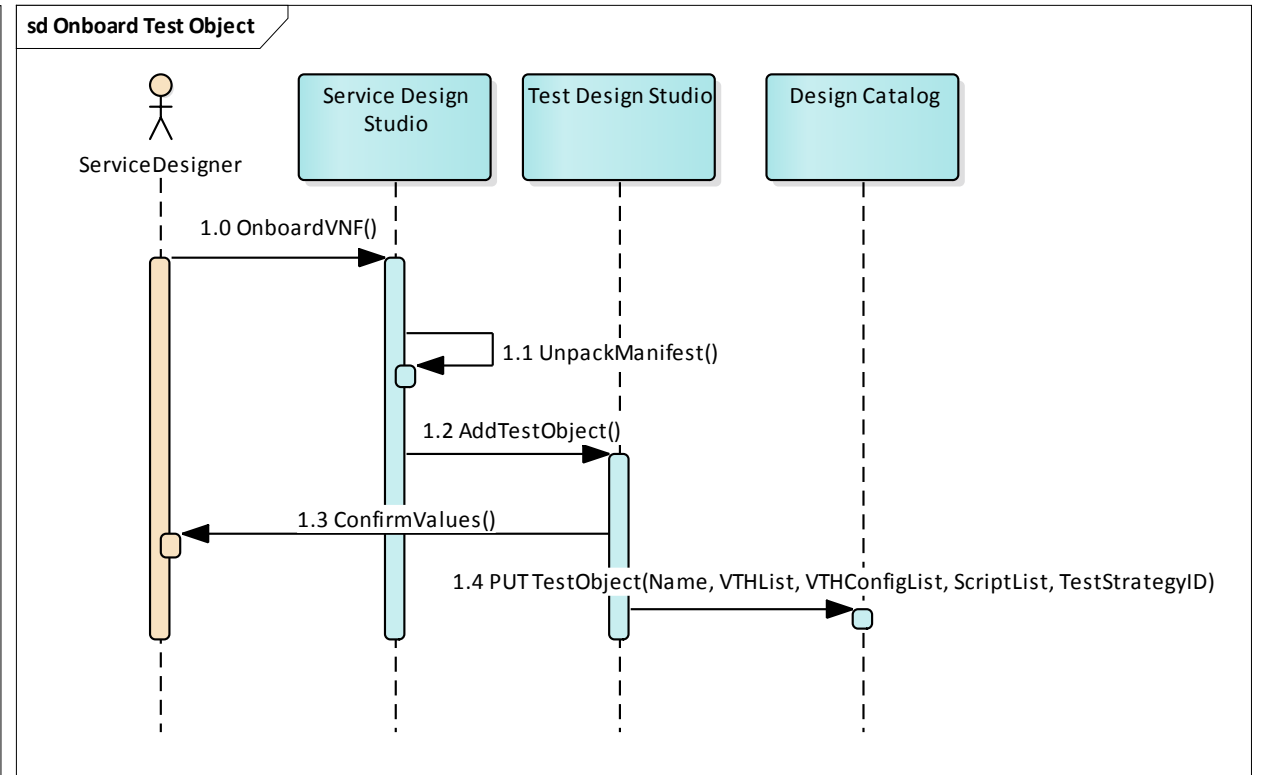 sd Onboard Test Object
Service Design
Studio
Test Design Studio
Design Catalog
ServiceDesigner
1.0 OnboardVNF()
1.1 UnpackManifest()
1.2 AddTestObject()
1.3 ConfirmValues()
1.4 PUT TestObject(Name, VTHList, VTHConfigList, ScriptList, TestStrategyID)